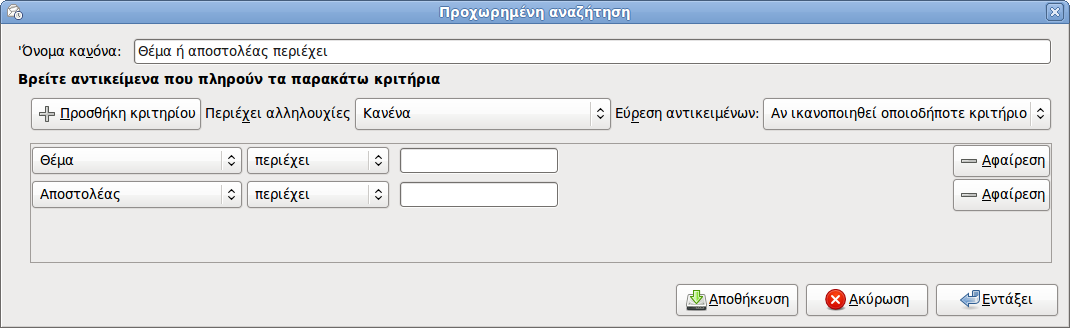 Προχωρημένη αναζήτηση
'Όνομα κανόνα: Θέμα ή αποστολέας περιέχει
Βρείτε αντικείμενα που πληρούν τα παρακάτω κριτήρια
Προσθήκη κριτηρίου Περιέχει αλληλουχίες Κανένα Εύρεση αντικειμένων: Αν ικανοποιηθεί οποιοδήποτε κριτήριο
Θέμα περιέχει Αφαίρεση
Αποστολέας περιέχει Αφαίρεση
Αποθήκευση Ακύρωση Εντάξει